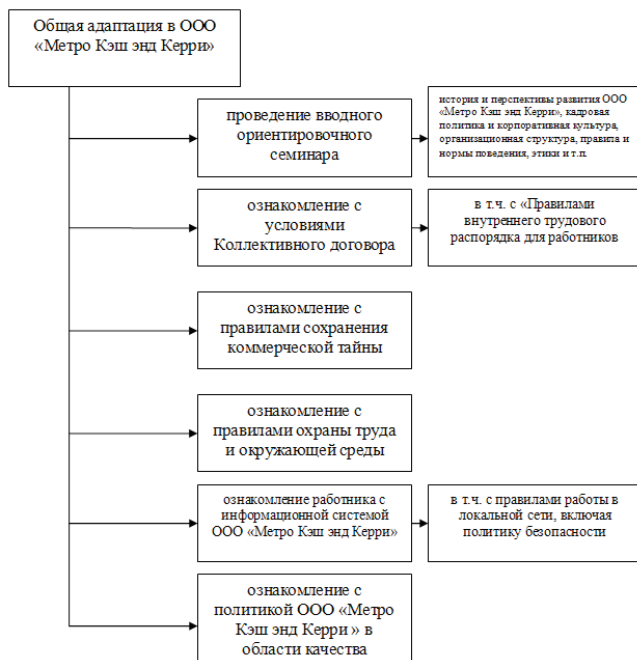 Общая адаптация в ООО
«Метро Кэш энд Керри»
проведение вводного
ориентировочного
семинара
история и перспективы развития ООО
«Метро Кэш энд Керри», кадровая
политика и корпоративная культура,
организационная структура, правила и
нормы поведения, этики и т.п.
ознакомление с
условиями
Коллективного договора
в т.ч. с «Правилами
внутреннего трудового
распорядка для работников
ознакомление с
правилами сохранения
коммерческой тайны
ознакомление с
правилами охраны труда
и окружающей среды
ознакомление работника с
информационной системой
ООО «Метро Кэш энд Керри»
в т.ч. с правилами работы в
локальной сети, включая
политику безопасности
ознакомление с
политикой ООО «Метро
Кэш энд Керри » в
области качества